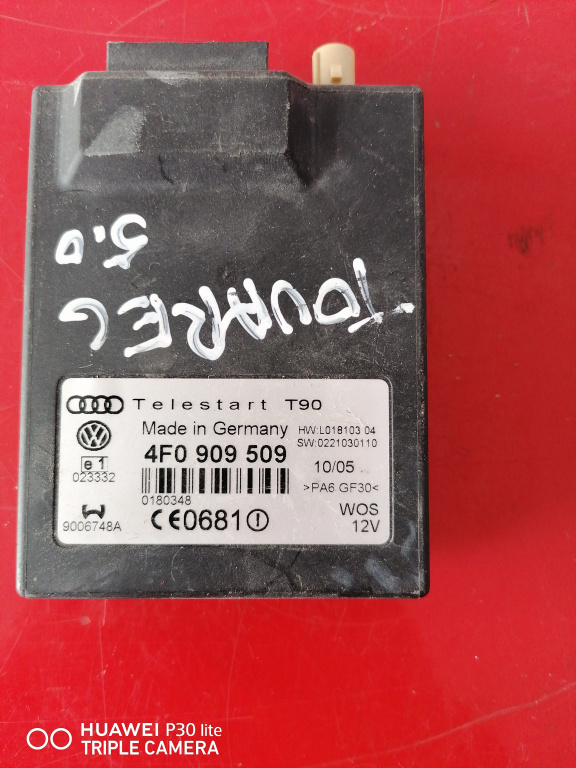 5.0
TOUAREG
Telestart T90
Made in Germany
HW:L018103 04
SW:0221030110
4F0 909 509
e1
023332
10/05
>PA6 GF30<
0180348
9006748A
CE0681
WOS
12V
HUAWEI P30 lite
TRIPLE CAMERA